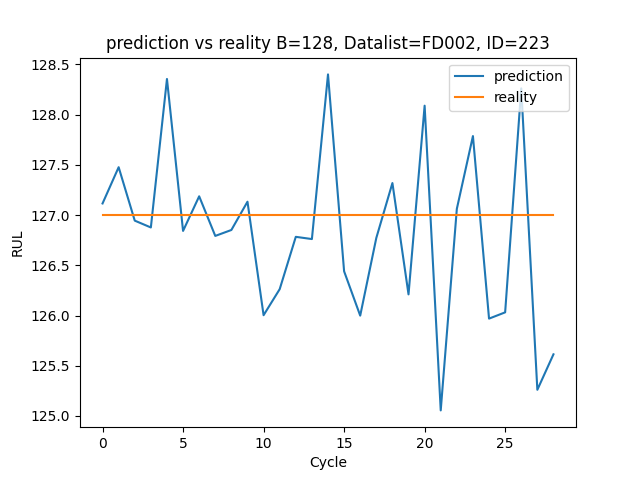 prediction vs reality B=128, Datalist=FD002, ID=223
128.5
128.0
127.5
127.0
126.5
126.0
125.5
125.0
RUL
prediction
reality
0 5 10 15 20 25
Cycle